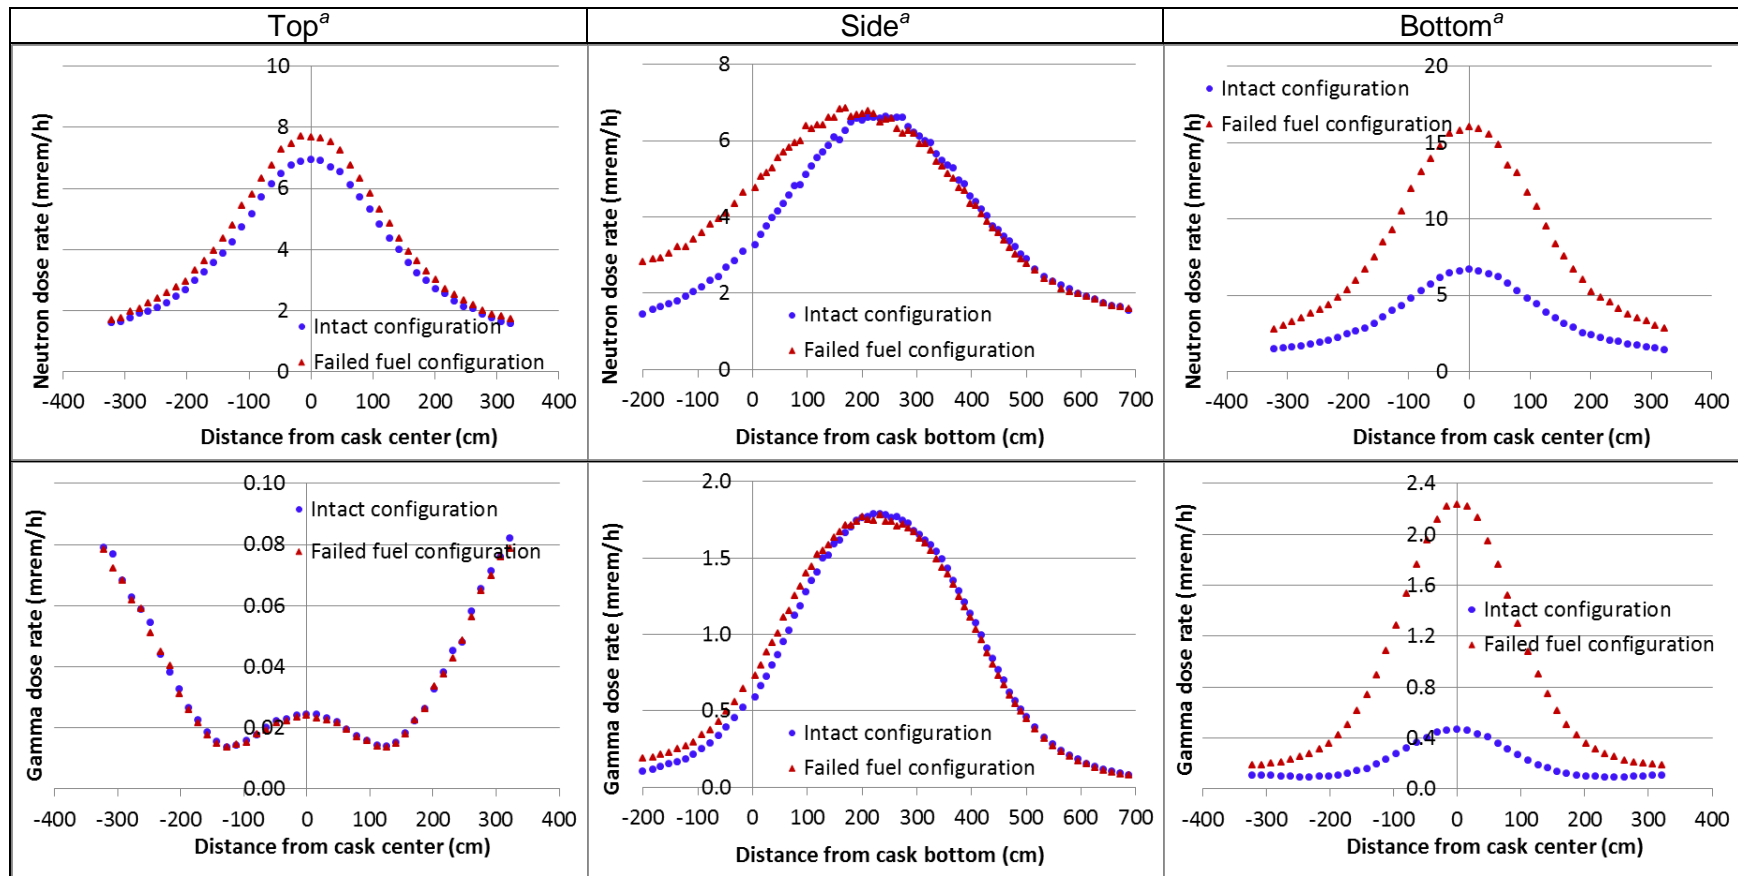 Top^a
Side^a
Bottom^a
Neutron dose rate (mrem/h)
10
8
6
4
2
0
Intact configuration
Failed fuel configuration
-400 -300 -200 -100 0 100 200 300 400
Distance from cask center (cm)
Neutron dose rate (mrem/h)
8
6
4
2
0
Intact configuration
Failed fuel configuration
-200 -100 0 100 200 300 400 500 600 700
Distance from cask bottom (cm)
Neutron dose rate (mrem/h)
20
15
10
5
0
Intact configuration
Failed fuel configuration
-400 -300 -200 -100 0 100 200 300 400
Distance from cask center (cm)
Gamma dose rate (mrem/h)
0.10
0.08
0.06
0.04
0.02
0.00
Intact configuration
Failed fuel configuration
-400 -300 -200 -100 0 100 200 300 400
Distance from cask center (cm)
Gamma dose rate (mrem/h)
2.0
1.5
1.0
0.5
0.0
Intact configuration
Failed fuel configuration
-200 -100 0 100 200 300 400 500 600 700
Distance from cask bottom (cm)
Gamma dose rate (mrem/h)
2.4
2.0
1.6
1.2
0.8
0.4
0.0
Intact configuration
Failed fuel configuration
-400 -300 -200 -100 0 100 200 300 400
Distance from cask center (cm)